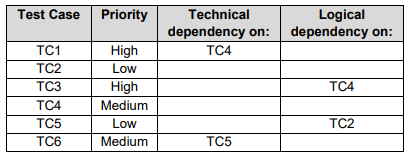 Test Case Priority Technical dependency on: Logical dependency on:
TC1 High TC4
TC2 Low
TC3 High TC4
TC4 Medium
TC5 Low TC2
TC6 Medium TC5